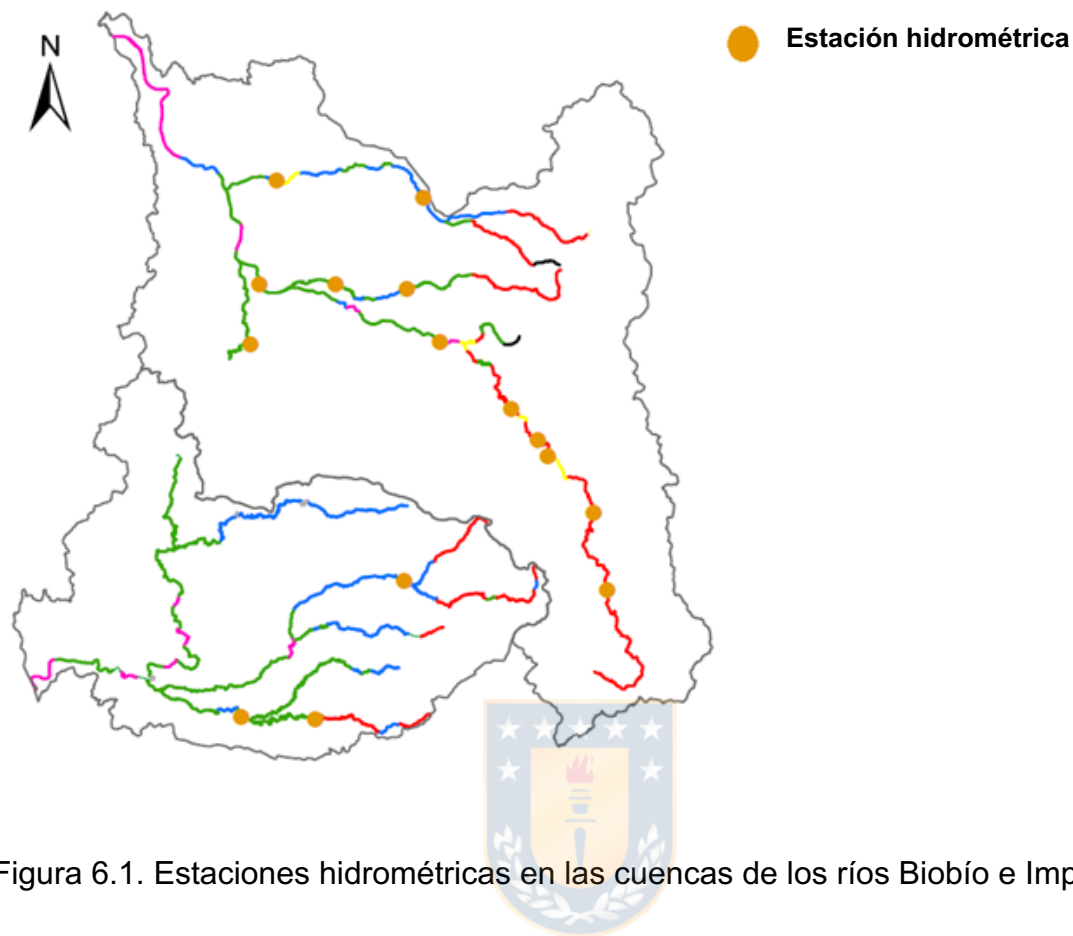 N
Estación hidrométrica
Figura 6.1. Estaciones hidrométricas en las cuencas de los ríos Biobío e Imp